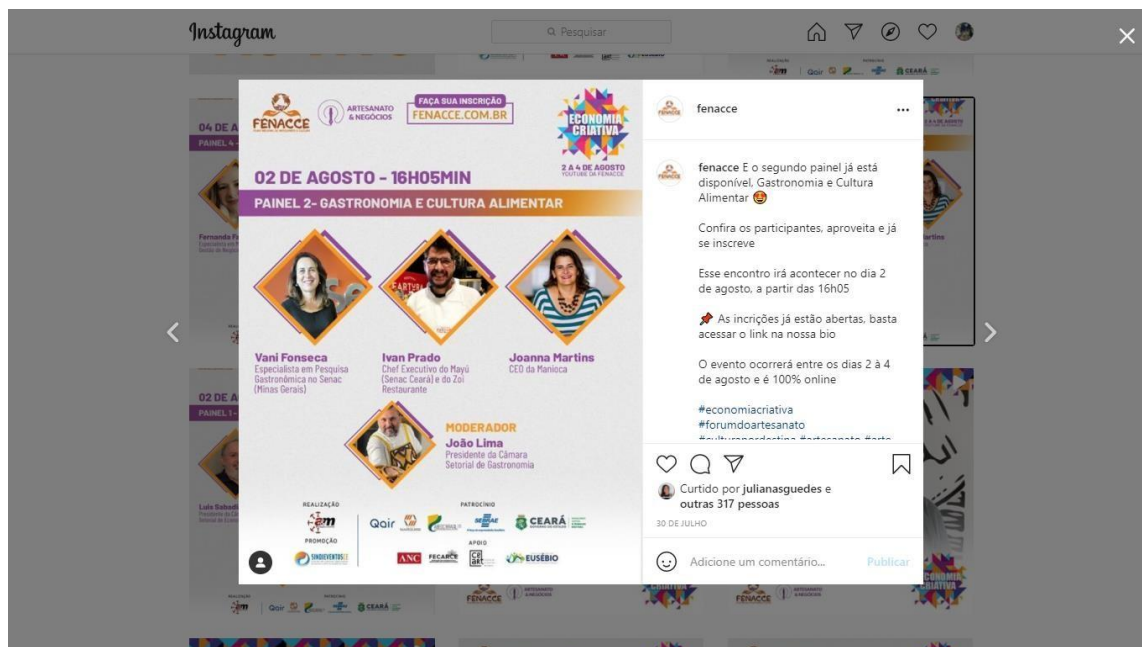 Instagram
Pesquisar
FENACCE
ARTESANATO
& NEGÓCIOS
FAÇA SUA INSCRIÇÃO
FENACCE.COM.BR
ECONOMIA
CRIATIVA
2 A 4 DE AGOSTO
YOUTUBE DA FENACCE
02 DE AGOSTO - 16H05MIN
PAINEL 2- GASTRONOMIA E CULTURA ALIMENTAR
Vani Fonseca
Especialista em Pesquisa
Gastronômica no Senac
(Minas Gerais)
Ivan Prado
Chef Executivo do Mayú
(Senac Ceará) e do Zoi
Restaurante
Joanna Martins
CEO da Manioca
MODERADOR
João Lima
Presidente da Câmara
Setorial de Gastronomia
REALIZAÇÃO
PATROCÍNIO
Qair
SEBRAE
CEARÁ
PROMOÇÃO
APOIO
SINDIEVENTOS
ANC
FECARCE
EUSÉBIO
fenacce
fenacce E o segundo painel já está
disponível, Gastronomia e Cultura
Alimentar 🤩
Confira os participantes, aproveita e já
se inscreve
Esse encontro irá acontecer no dia 2
de agosto, a partir das 16h05
📌 As incrições já estão abertas, basta
acessar o link na nossa bio
O evento ocorrerá entre os dias 2 à 4
de agosto e é 100% online
#economiacriativa
#forumdoartesanato
#culturanordestina #artesanato #arte
Curtido por julianasguedes e
outras 317 pessoas
30 DE JULHO
Adicione um comentário...
Publicar
04 DE A
PAINEL 4 -
02 DE A
PAINEL 1 -